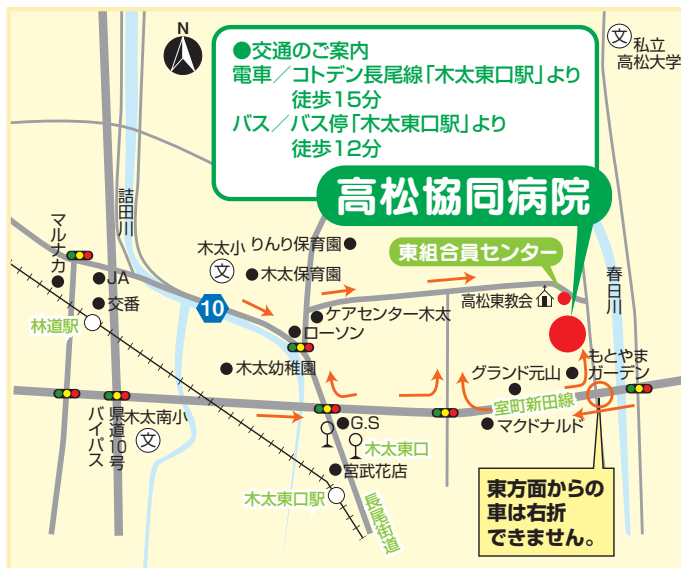 N
●交通のご案内
電車／コトデン長尾線「木太東口駅」より
徒歩15分
バス／バス停「木太東口駅」より
徒歩12分
文 私立
高松大学
高松協同病院
東組合員センター
詰田川
マルナカ
JA
交番
林道駅
木太小
文
りんり保育園
木太保育園
10
ケアセンター木太
ローソン
高松東教会
春日川
木太幼稚園
グランド元山
もとやま
ガーデン
室町新田線
マクドナルド
県道10号
バイパス
木太南小
文
G.S
木太東口
宮武花店
木太東口駅
長尾街道
東方面からの
車は右折
できません。